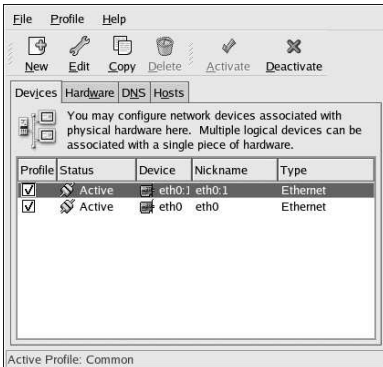 File Profile Help
New Edit Copy Delete Activate Deactivate
Devices Hardware DNS Hosts
You may configure network devices associated with
physical hardware here. Multiple logical devices can be
associated with a single piece of hardware.
Profile Status Device Nickname Type
Active eth0:1 eth0:1 Ethernet
Active eth0 eth0 Ethernet
Active Profile: Common